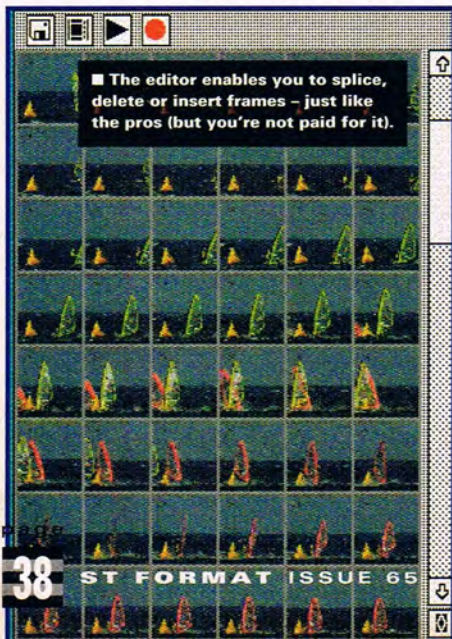 ■ The editor enables you to splice,
delete or insert frames – just like
the pros (but you're not paid for it).
page
38 ST FORMAT ISSUE 65